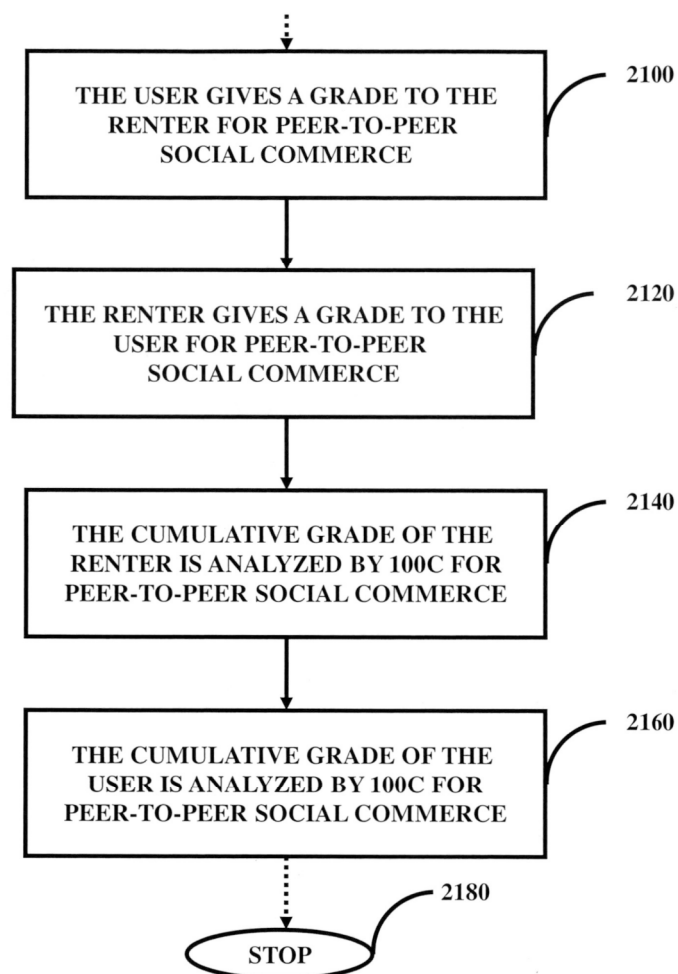 THE USER GIVES A GRADE TO THE
RENTER FOR PEER-TO-PEER
SOCIAL COMMERCE
2100
THE RENTER GIVES A GRADE TO THE
USER FOR PEER-TO-PEER
SOCIAL COMMERCE
2120
THE CUMULATIVE GRADE OF THE
RENTER IS ANALYZED BY 100C FOR
PEER-TO-PEER SOCIAL COMMERCE
2140
THE CUMULATIVE GRADE OF THE
USER IS ANALYZED BY 100C FOR
PEER-TO-PEER SOCIAL COMMERCE
2160
2180
STOP